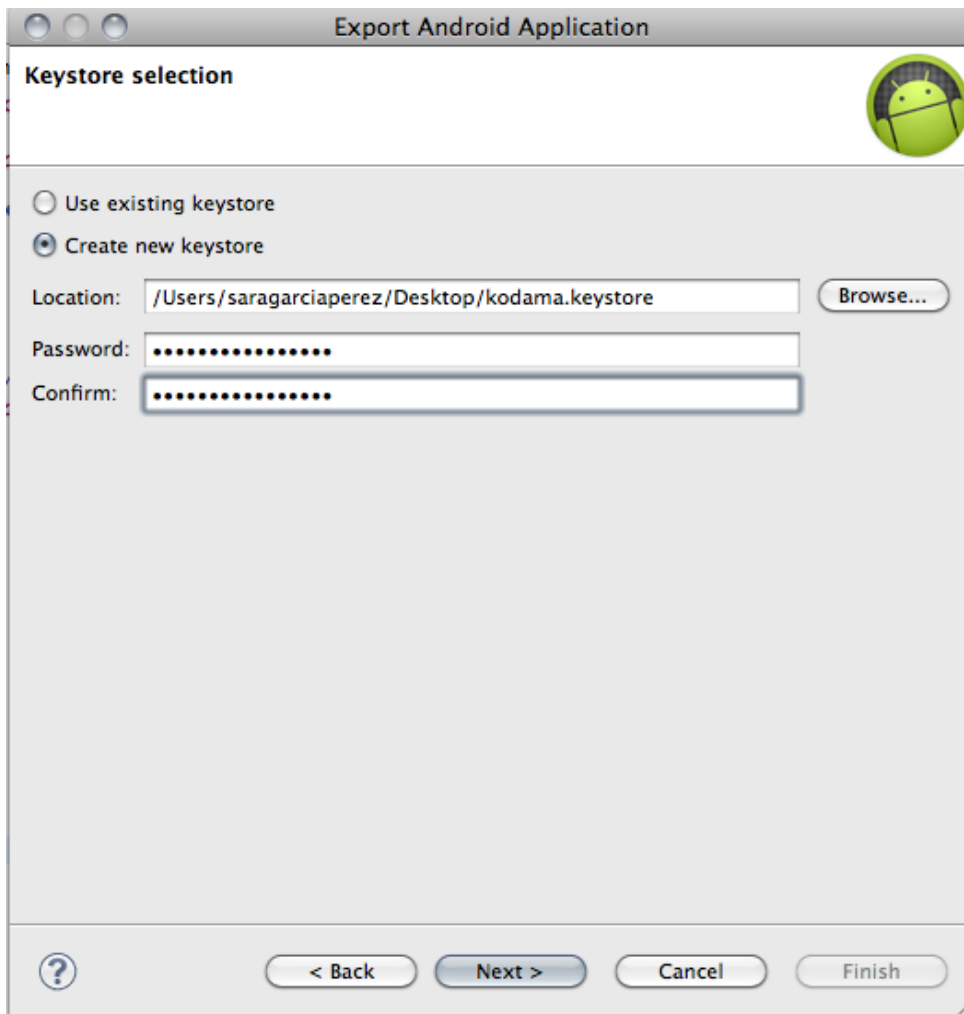 Export Android Application
Keystore selection
Use existing keystore
Create new keystore
Location: /Users/saragarciaperez/Desktop/kodama.keystore Browse...
Password: ••••••••••••••••
Confirm: ••••••••••••••••
? < Back Next > Cancel Finish